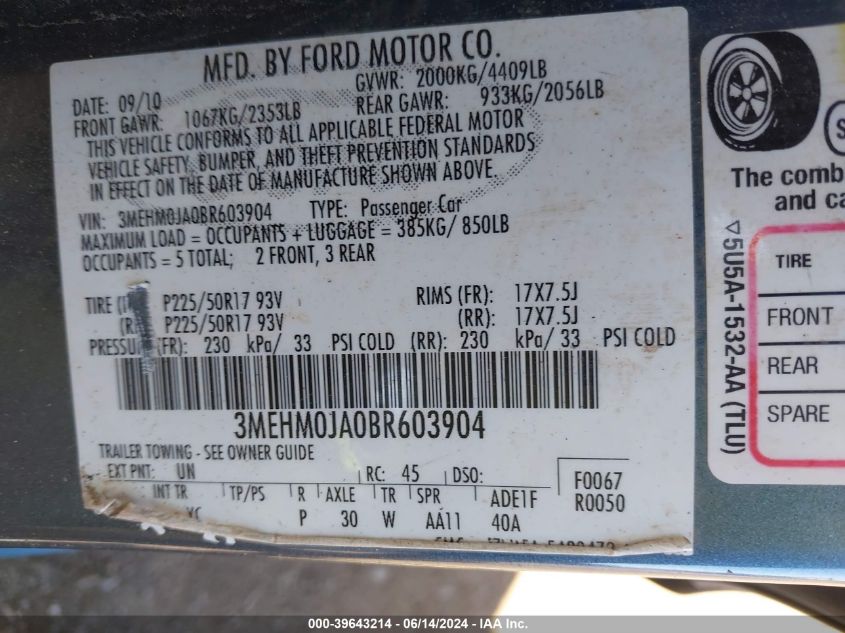 MFD. BY FORD MOTOR CO.
DATE: 09/10 GVWR: 2000KG/4409LB
FRONT GAWR: 1067KG/2353LB REAR GAWR: 933KG/2056LB
THIS VEHICLE CONFORMS TO ALL APPLICABLE FEDERAL MOTOR
VEHICLE SAFETY, BUMPER, AND THEFT PREVENTION STANDARDS
IN EFFECT ON THE DATE OF MANUFACTURE SHOWN ABOVE.
VIN: 3MEHM0JA0BR603904 TYPE: Passenger Car
MAXIMUM LOAD = OCCUPANTS + LUGGAGE = 385KG/ 850LB
OCCUPANTS = 5 TOTAL; 2 FRONT, 3 REAR
TIRE P225/50R17 93V RIMS (FR): 17X7.5J
P225/50R17 93V (RR): 17X7.5J
(FR): 230 kPa/ 33 PSI COLD (RR): 230 kPa/ 33 PSI COLD
3MEHM0JA0BR603904
TRAILER TOWING - SEE OWNER GUIDE
EXT PNT: UN RC: 45 DSO: F0067
R0050
INT TR TP/PS R AXLE TR SPR ADE1F
P 30 W AA11 40A
The comb
and ca
TIRE
FRONT
REAR
SPARE
▽5U5A-1532-AA (TLU)
000-39643214 / 06/14/2024 - IAA Inc.